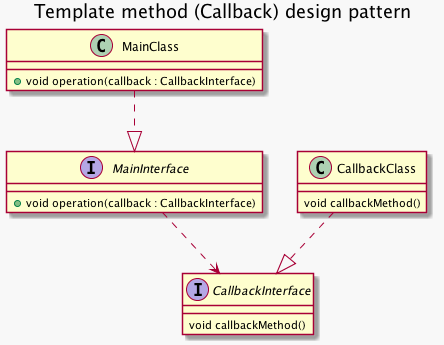 Template method (Callback) design pattern
C MainClass
void operation(callback : CallbackInterface)
I MainInterface
void operation(callback : CallbackInterface)
C CallbackClass
void callbackMethod()
I CallbackInterface
void callbackMethod()